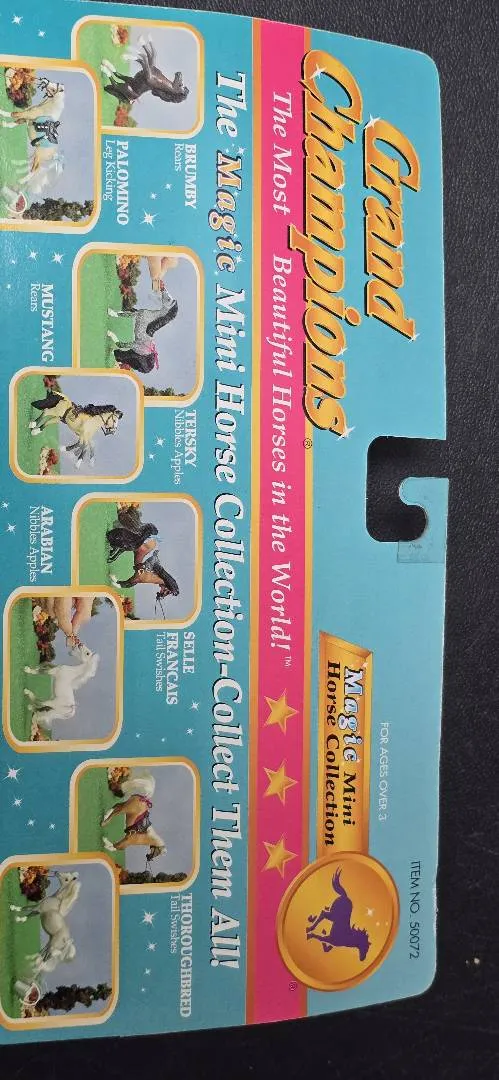 FOR AGES OVER 3
ITEM NO. 50072
Grand
Champions®
Magic Mini
Horse Collection
®
The Most Beautiful Horses in the World!™
The Magic Mini Horse Collection-Collect Them All!
BRUMBY
Rears
PALOMINO
Leg Kicking
TERSKY
Nibbles Apples
MUSTANG
Rears
SELLE
FRANCAIS
Tail Swishes
ARABIAN
Nibbles Apples
THOROUGHBRED
Tail Swishes